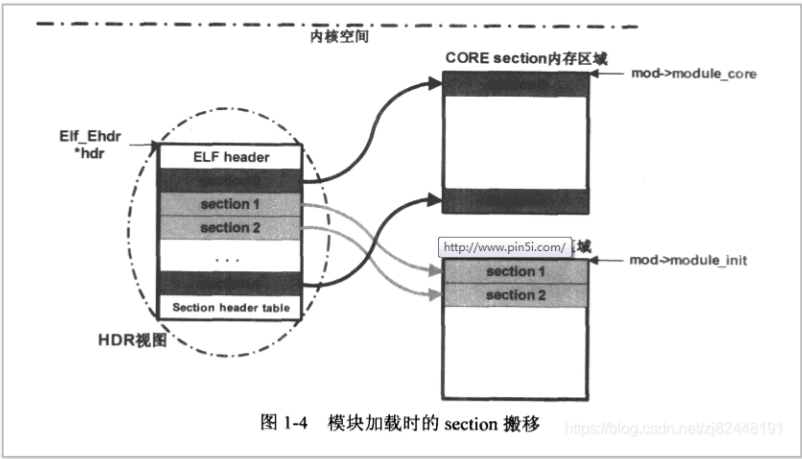 内核空间
CORE section内存区域
mod->module_core
Elf_Ehdr
*hdr
ELF header
section 1
section 2
...
Section header table
HDR视图
http://www.pin5i.com/
域
mod->module_init
section 1
section 2
图 1-4 模块加载时的 section 搬移
https://blog.csdn.net/zj82448191